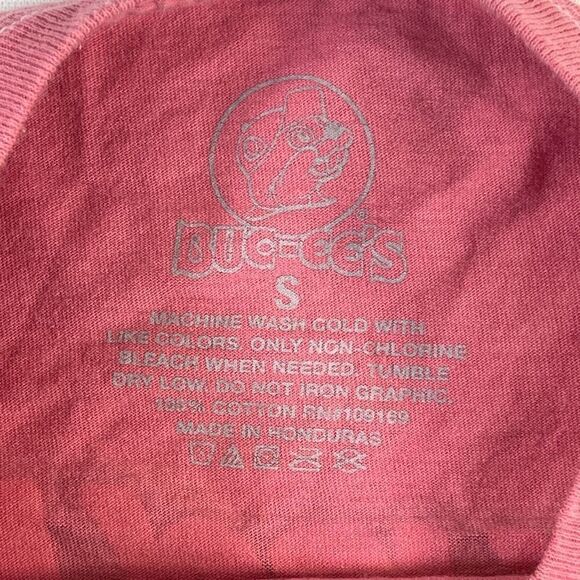 BUC-EE'S
S
MACHINE WASH COLD WITH
LIKE COLORS. ONLY NON-CHLORINE
BLEACH WHEN NEEDED. TUMBLE
DRY LOW. DO NOT IRON GRAPHIC.
100% COTTON RN#109169
MADE IN HONDURAS